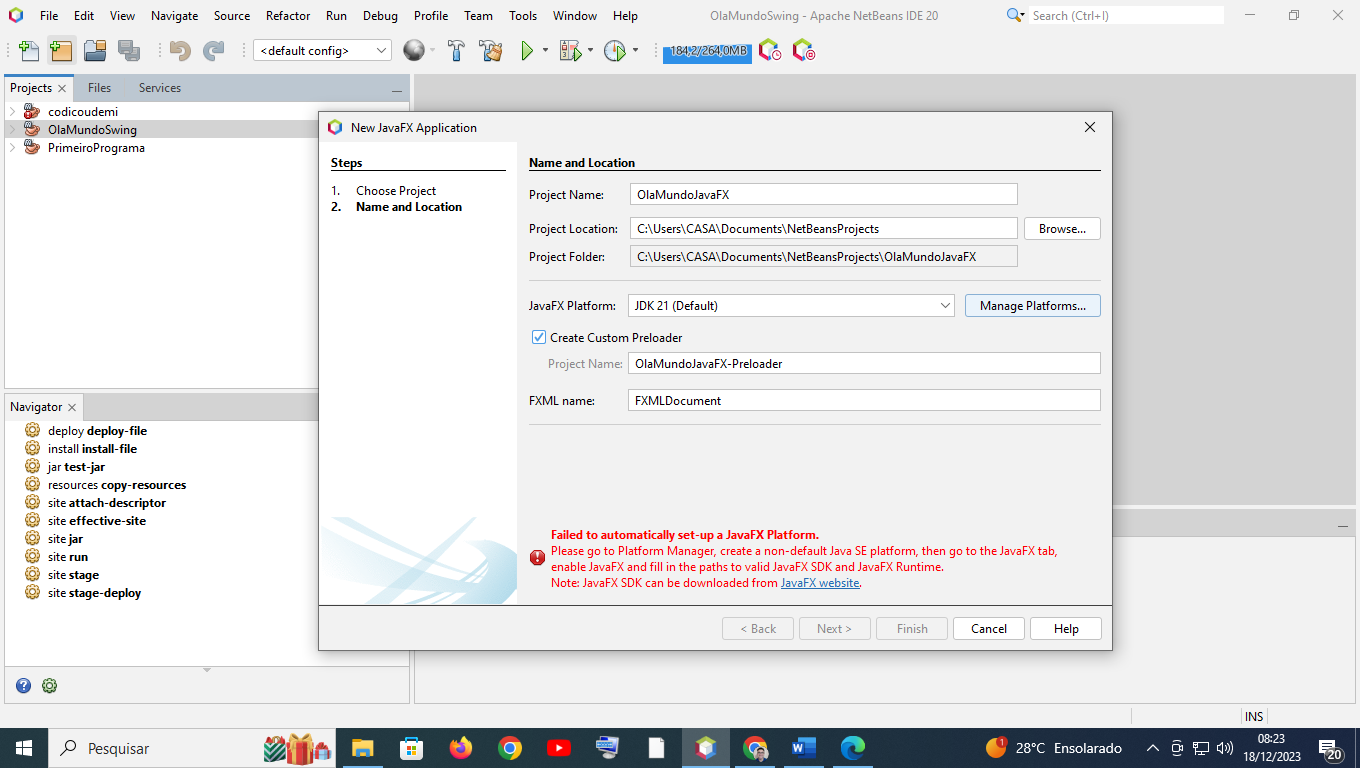 File Edit View Navigate Source Refactor Run Debug Profile Team Tools Window Help
OlaMundoSwing - Apache NetBeans IDE 20
Search (Ctrl+I)
<default config>
184,2/264,0MB
Projects
Files
Services
codicoudemi
OlaMundoSwing
PrimeiroPrograma
New JavaFX Application
Steps
1. Choose Project
2. Name and Location
Name and Location
Project Name: OlaMundoJavaFX
Project Location: C:\Users\CASA\Documents\NetBeansProjects Browse...
Project Folder: C:\Users\CASA\Documents\NetBeansProjects\OlaMundoJavaFX
JavaFX Platform: JDK 21 (Default) Manage Platforms...
Create Custom Preloader
Project Name: OlaMundoJavaFX-Preloader
FXML name: FXMLDocument
Failed to automatically set-up a JavaFX Platform.
Please go to Platform Manager, create a non-default Java SE platform, then go to the JavaFX tab,
enable JavaFX and fill in the paths to valid JavaFX SDK and JavaFX Runtime.
Note: JavaFX SDK can be downloaded from JavaFX website.
< Back Next > Finish Cancel Help
Navigator
deploy deploy-file
install install-file
jar test-jar
resources copy-resources
site attach-descriptor
site effective-site
site jar
site run
site stage
site stage-deploy
INS
Pesquisar
28°C Ensolarado
08:23
18/12/2023
1
20